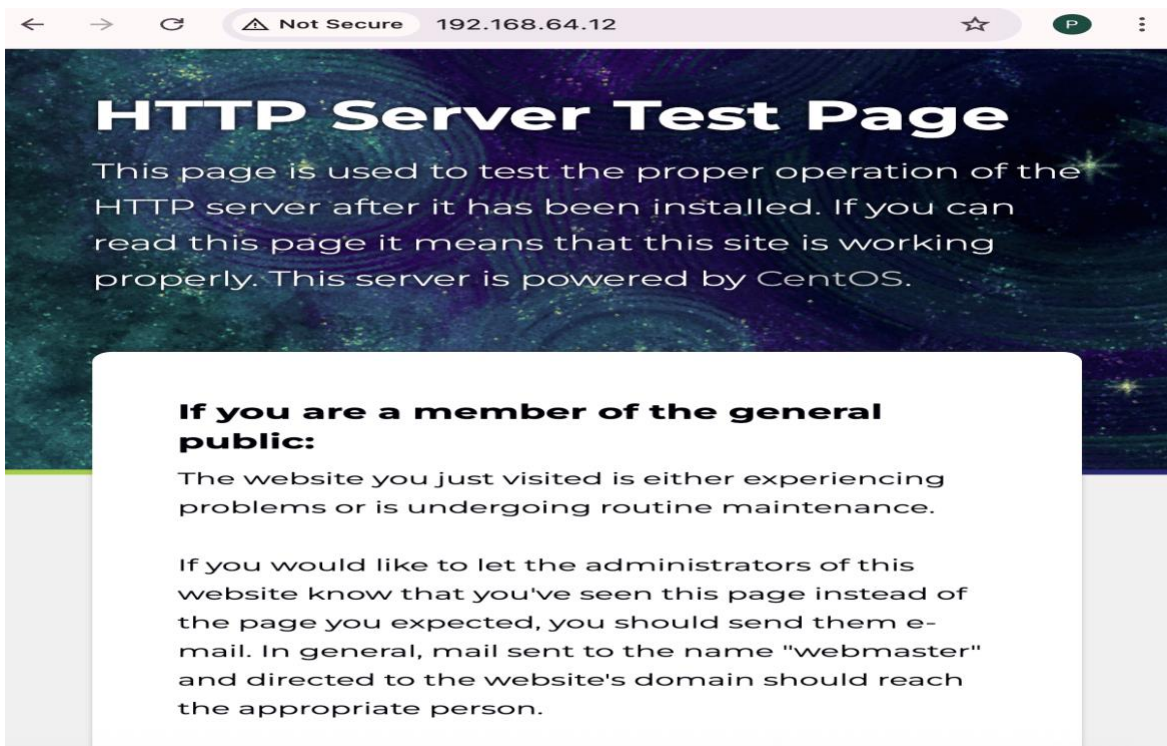 Not Secure 192.168.64.12
P
HTTP Server Test Page
This page is used to test the proper operation of the
HTTP server after it has been installed. If you can
read this page it means that this site is working
properly. This server is powered by CentOS.
If you are a member of the general
public:
The website you just visited is either experiencing
problems or is undergoing routine maintenance.
If you would like to let the administrators of this
website know that you've seen this page instead of
the page you expected, you should send them e-
mail. In general, mail sent to the name "webmaster"
and directed to the website's domain should reach
the appropriate person.